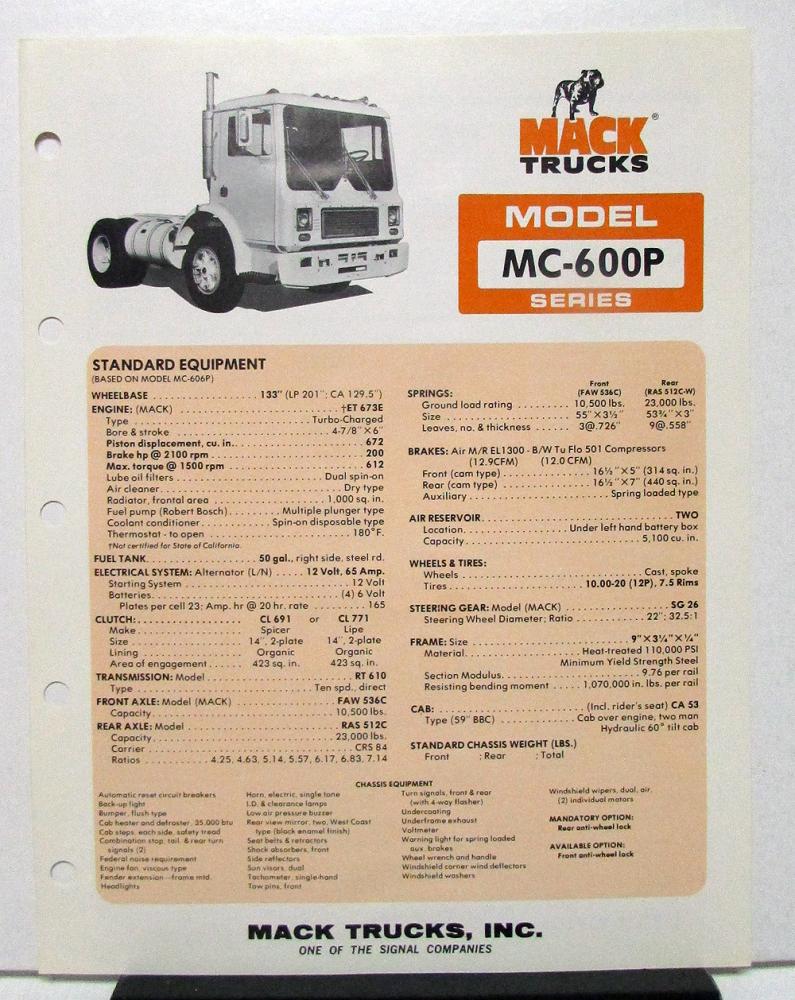 MACK®
TRUCKS
MODEL
MC-600P
SERIES
STANDARD EQUIPMENT
(BASED ON MODEL MC-606P)
WHEELBASE . . . . 133" (LP 201"; CA 129.5")
ENGINE: (MACK) . . . . †ET 673E
Type . . . . Turbo-Charged
Bore & stroke . . . . 4-7/8" × 6"
Piston displacement, cu. in. . . . . 672
Brake hp @ 2100 rpm . . . . 200
Max. torque @ 1500 rpm . . . . 612
Lube oil filters . . . . Dual spin-on
Air cleaner . . . . Dry type
Radiator, frontal area . . . . 1,000 sq. in.
Fuel pump (Robert Bosch) . . . . Multiple plunger type
Coolant conditioner . . . . Spin-on disposable type
Thermostat - to open . . . . 180°F.
†Not certified for State of California.
FUEL TANK . . . . 50 gal., right side, steel rd.
ELECTRICAL SYSTEM: Alternator (L/N) . . . . 12 Volt, 65 Amp.
Starting System . . . . 12 Volt
Batteries . . . . (4) 6 Volt
Plates per cell 23; Amp. hr @ 20 hr. rate . . . . 165
CLUTCH: . . . . CL 691 or CL 771
Make . . . . Spicer Lipe
Size . . . . 14", 2-plate 14", 2-plate
Lining . . . . Organic Organic
Area of engagement . . . . 423 sq. in. 423 sq. in.
TRANSMISSION: Model . . . . RT 610
Type . . . . Ten spd., direct
FRONT AXLE: Model (MACK) . . . . FAW 536C
Capacity . . . . 10,500 lbs.
REAR AXLE: Model . . . . RAS 512C
Capacity . . . . 23,000 lbs.
Carrier . . . . CRS 84
Ratios . . . . 4.25, 4.63, 5.14, 5.57, 6.17, 6.83, 7.14
Front Rear
SPRINGS: (FAW 536C) (RAS 512C-W)
Ground load rating . . . . 10,500 lbs. 23,000 lbs.
Size . . . . 55" × 3½" 53¾" × 3"
Leaves, no. & thickness . . . . 3@.726" 9@.558"
BRAKES: Air M/R EL1300 - B/W Tu Flo 501 Compressors
(12.9CFM) (12.0 CFM)
Front (cam type) . . . . 16½" × 5" (314 sq. in.)
Rear (cam type) . . . . 16½" × 7" (440 sq. in.)
Auxiliary . . . . Spring loaded type
AIR RESERVOIR . . . . TWO
Location . . . . Under left hand battery box
Capacity . . . . 5,100 cu. in.
WHEELS & TIRES:
Wheels . . . . Cast, spoke
Tires . . . . 10.00-20 (12P), 7.5 Rims
STEERING GEAR: Model (MACK) . . . . SG 26
Steering Wheel Diameter; Ratio . . . . 22"; 32.5:1
FRAME: Size . . . . 9" × 3¼" × ¼"
Material . . . . Heat-treated 110,000 PSI
Minimum Yield Strength Steel
Section Modulus . . . . 9.76 per rail
Resisting bending moment . . . . 1,070,000 in. lbs. per rail
CAB: . . . . (Incl. rider's seat) CA 53
Type (59" BBC) . . . . Cab over engine, two man
Hydraulic 60° tilt cab
STANDARD CHASSIS WEIGHT (LBS.)
Front ; Rear ; Total
CHASSIS EQUIPMENT
Automatic reset circuit breakers
Back-up light
Bumper, flush type
Cab heater and defroster, 35,000 btu
Cab steps, each side, safety tread
Combination stop, tail, & rear turn
signals (2)
Federal noise requirement
Engine fan, viscous type
Fender extension—frame mtd.
Headlights
Horn, electric, single tone
I.D. & clearance lamps
Low air pressure buzzer
Rear view mirror, two, West Coast
type (black enamel finish)
Seat belts & retractors
Shock absorbers, front
Side reflectors
Sun visors, dual
Tachometer, single-hand
Tow pins, front
Turn signals, front & rear
(with 4-way flasher)
Undercoating
Underframe exhaust
Voltmeter
Warning light for spring loaded
aux. brakes
Wheel wrench and handle
Windshield corner wind deflectors
Windshield washers
Windshield wipers, dual, air,
(2) individual motors
MANDATORY OPTION:
Rear anti-wheel lock
AVAILABLE OPTION:
Front anti-wheel lock
MACK TRUCKS, INC.
ONE OF THE SIGNAL COMPANIES